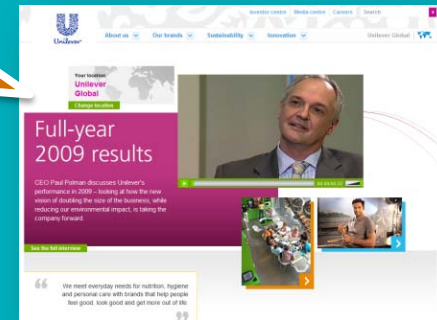 Investor centre Media centre Careers Search
Unilever
About us Our brands Sustainability Innovation Unilever Global
Your location:
Unilever
Global
Change location
Full-year
2009 results
CEO Paul Polman discusses Unilever's
performance in 2009 – looking at how the new
vision of doubling the size of the business, while
reducing our environmental impact, is taking the
company forward.
See the full interview
We meet everyday needs for nutrition, hygiene
and personal care with brands that help people
feel good, look good and get more out of life.